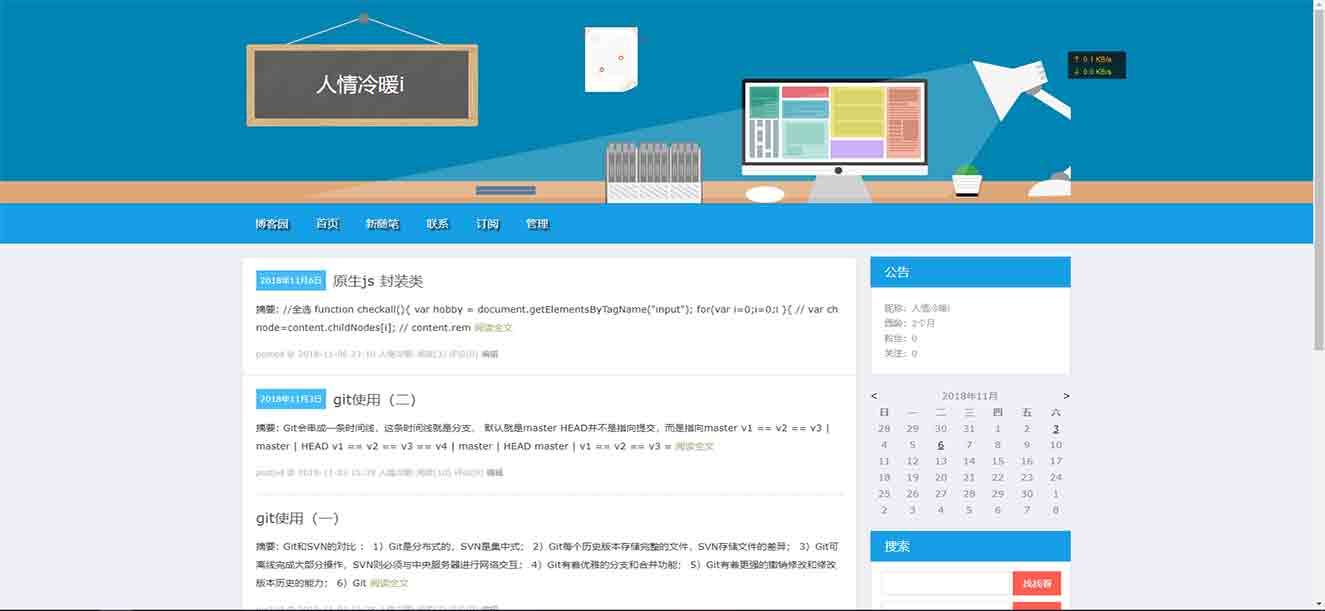 人情冷暖i
↑ 0.1 KB/s
↓ 0.0 KB/s
博客园 首页 新随笔 联系 订阅 管理
2018年11月6日 原生js 封装类
摘要: //全选 function checkall(){ var hobby = document.getElementsByTagName("input"); for(var i=0;i=0;i }{ // var ch
node=content.childNodes[i]; // content.rem 阅读全文
posted @ 2018-11-06 23:10 人情冷暖i 阅读(3) 评论(0) 编辑
2018年11月3日 git使用（二）
摘要: Git会串成一条时间线，这条时间线就是分支， 默认就是master HEAD并不是指向提交，而是指向master v1 == v2 == v3 |
master | HEAD v1 == v2 == v3 == v4 | master | HEAD master | v1 == v2 == v3 = 阅读全文
人情冷暖i 阅读(10) 评论(0) 编辑
git使用（一）
摘要: Git和SVN的对比 ： 1）Git是分布式的，SVN是集中式； 2）Git每个历史版本存储完整的文件，SVN存储文件的差异； 3）Git可
离线完成大部分操作，SVN则必须与中央服务器进行网络交互； 4）Git有着优雅的分支和合并功能； 5）Git有着更强的撤销修改和修改
版本历史的能力； 6）Git 阅读全文
公告
昵称：人情冷暖i
园龄：2个月
粉丝：0
关注：0
< 2018年11月 >
日 一 二 三 四 五 六
28 29 30 31 1 2 3
4 5 6 7 8 9 10
11 12 13 14 15 16 17
18 19 20 21 22 23 24
25 26 27 28 29 30 1
2 3 4 5 6 7 8
搜索
找找看